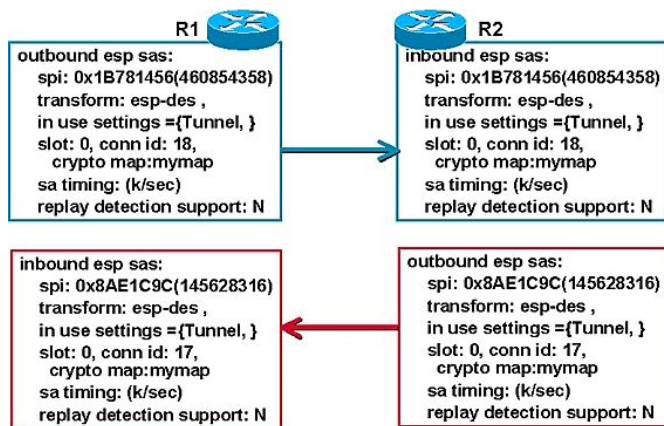 R1
R2
outbound esp sas:
spi: 0x1B781456(460854358)
transform: esp-des ,
in use settings ={Tunnel, }
slot: 0, conn id: 18,
crypto map:mymap
sa timing: (k/sec)
replay detection support: N
inbound esp sas:
spi: 0x1B781456(460854358)
transform: esp-des ,
in use settings ={Tunnel, }
slot: 0, conn id: 18,
crypto map:mymap
sa timing: (k/sec)
replay detection support: N
inbound esp sas:
spi: 0x8AE1C9C(145628316)
transform: esp-des ,
in use settings ={Tunnel, }
slot: 0, conn id: 17,
crypto map:mymap
sa timing: (k/sec)
replay detection support: N
outbound esp sas:
spi: 0x8AE1C9C(145628316)
transform: esp-des ,
in use settings ={Tunnel, }
slot: 0, conn id: 17,
crypto map:mymap
sa timing: (k/sec)
replay detection support: N